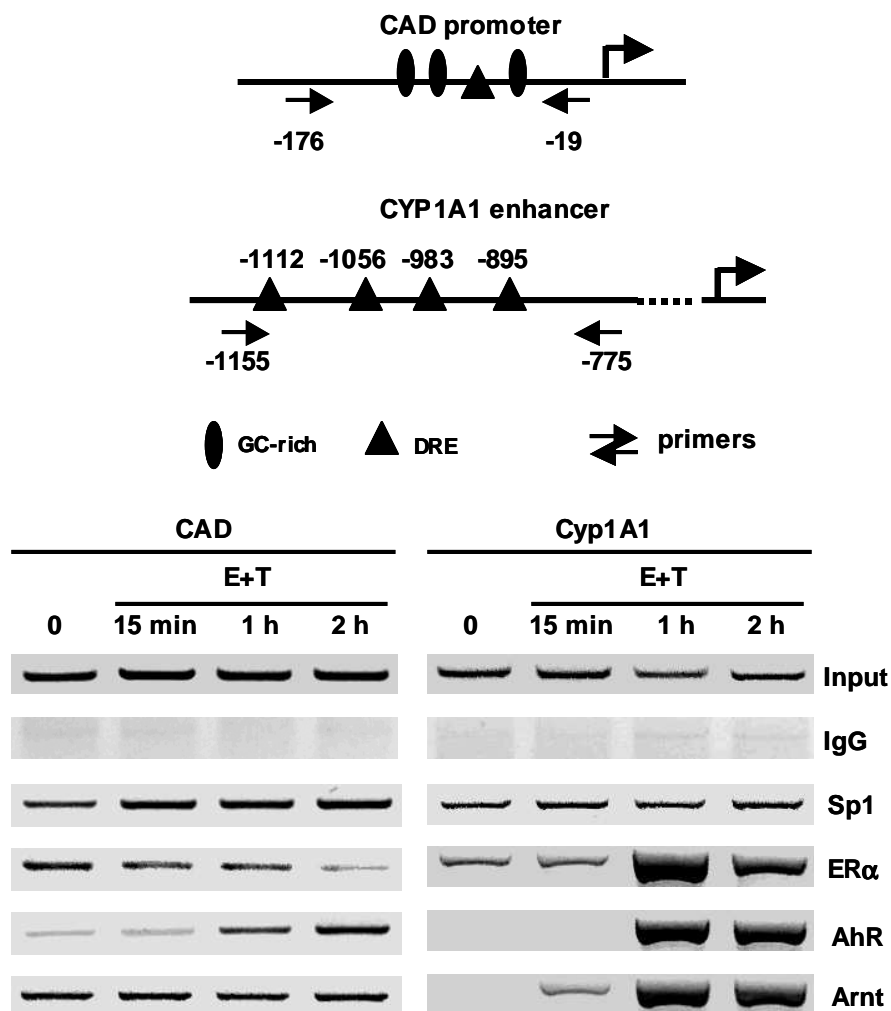 CAD promoter
-176 -19
CYP1A1 enhancer
-1112 -1056 -983 -895
-1155 -775
GC-rich DRE primers
CAD Cyp1A1
E+T E+T
0 15 min 1 h 2 h 0 15 min 1 h 2 h
Input
IgG
Sp1
ERα
AhR
Arnt